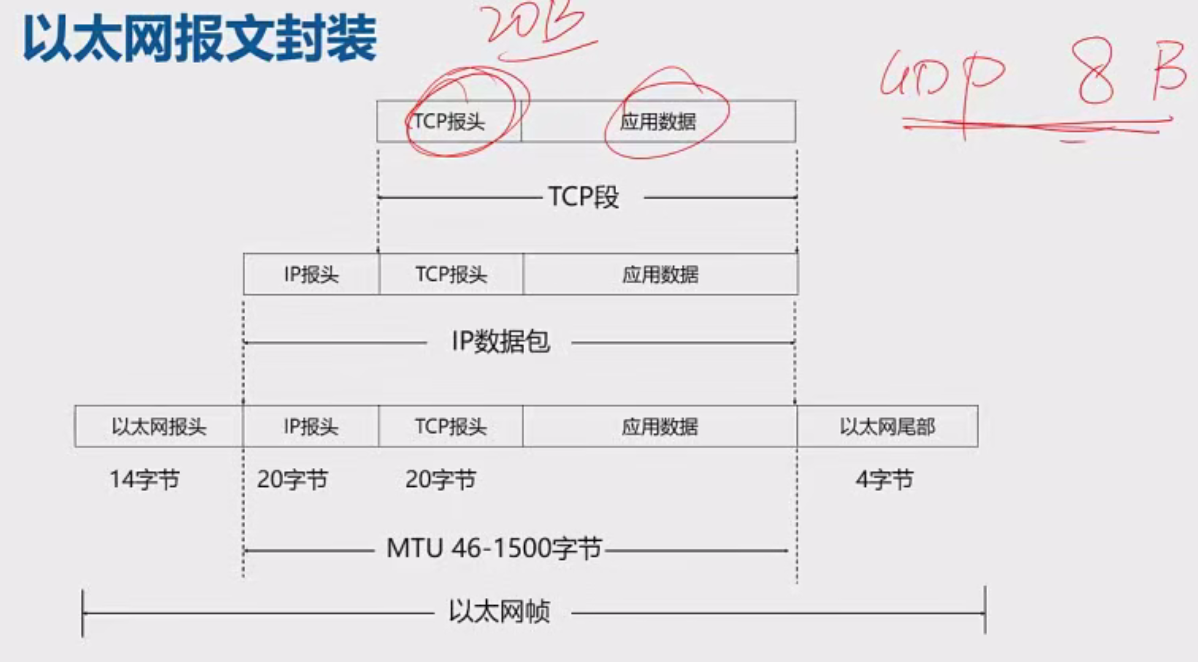 以太网报文封装
20B
UDP 8B
TCP报头 应用数据
TCP段
IP报头 TCP报头 应用数据
IP数据包
以太网报头 IP报头 TCP报头 应用数据 以太网尾部
14字节 20字节 20字节 4字节
MTU 46-1500字节
以太网帧